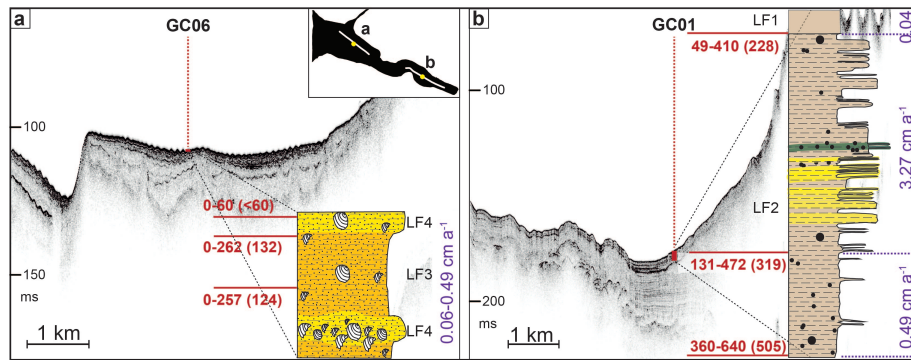 a
GC06
a
b
100
150
ms
1 km
0-60 (<60)
0-262 (132)
0-257 (124)
LF4
LF3
LF4
0.06-0.49 cm a⁻¹
b
GC01
100
200
ms
1 km
LF1
49-410 (228)
LF2
131-472 (319)
360-640 (505)
0.04
3.27 cm a⁻¹
0.49 cm a⁻¹